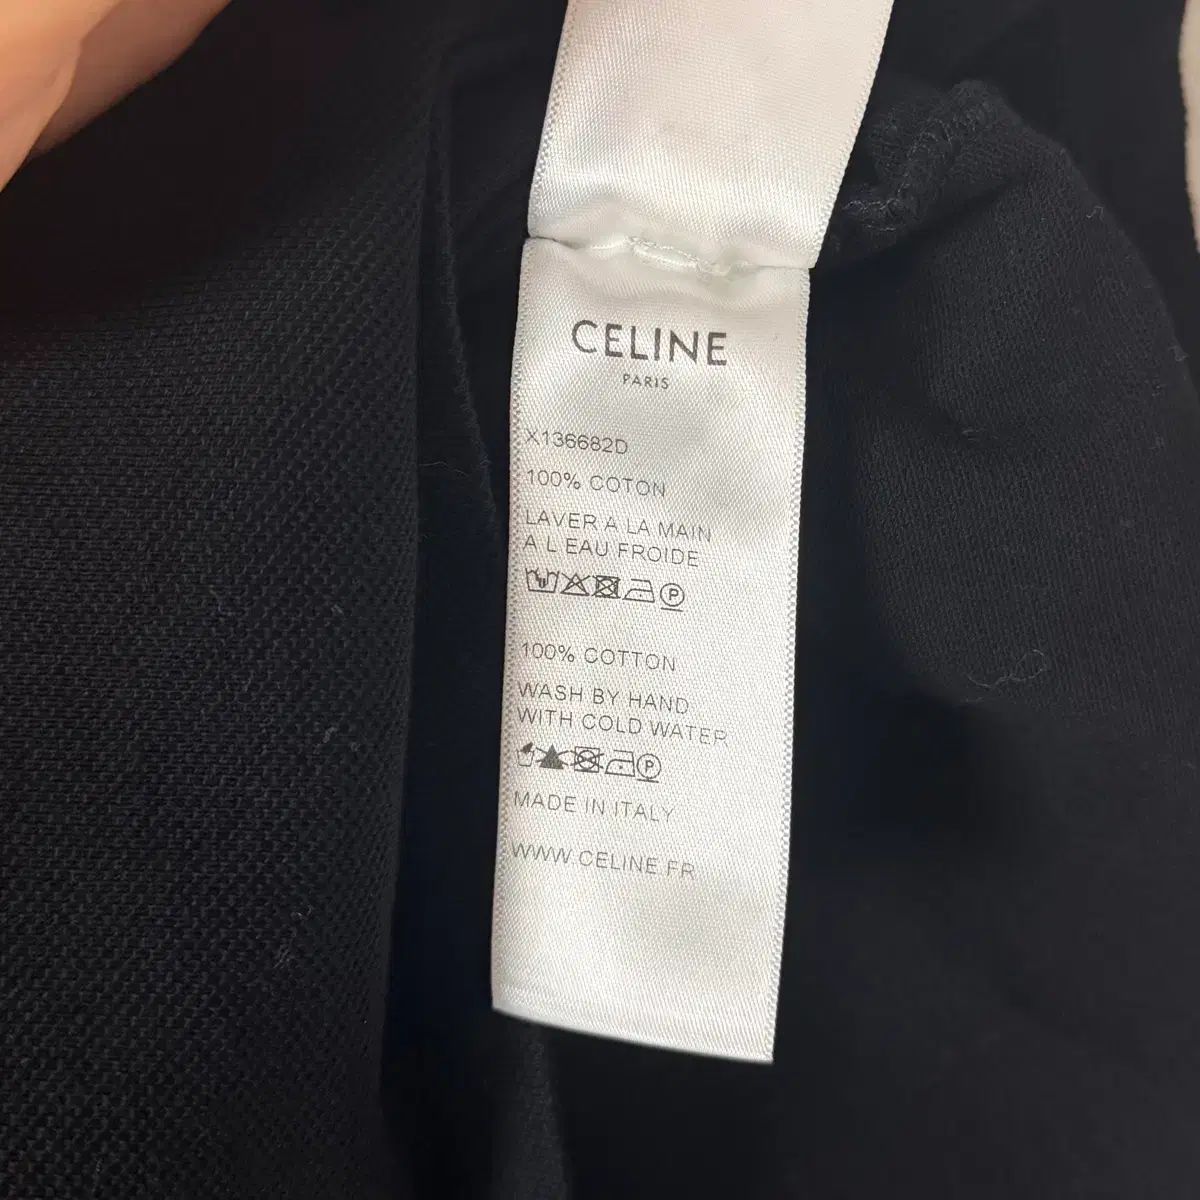 CELINE
PARIS
X136682D
100% COTON
LAVER A LA MAIN
A L EAU FROIDE
P
100% COTTON
WASH BY HAND
WITH COLD WATER
P
MADE IN ITALY
WWW.CELINE.FR